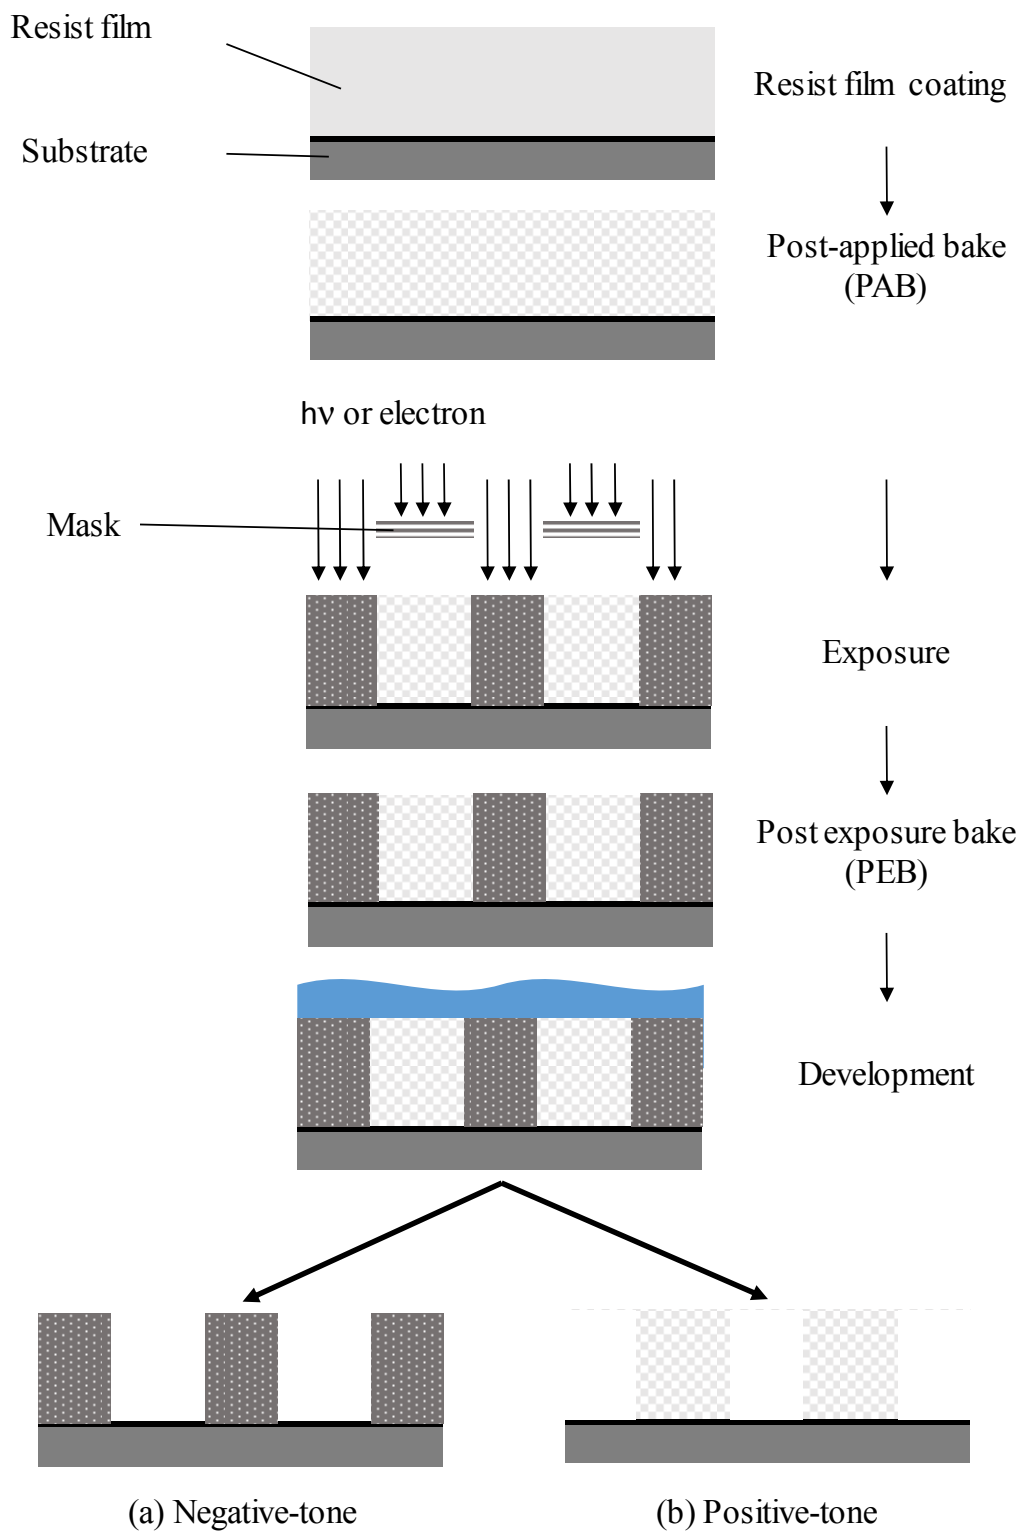 Resist film
Resist film coating
Substrate
Post-applied bake
(PAB)
hν or electron
Mask
Exposure
Post exposure bake
(PEB)
Development
(a) Negative-tone
(b) Positive-tone